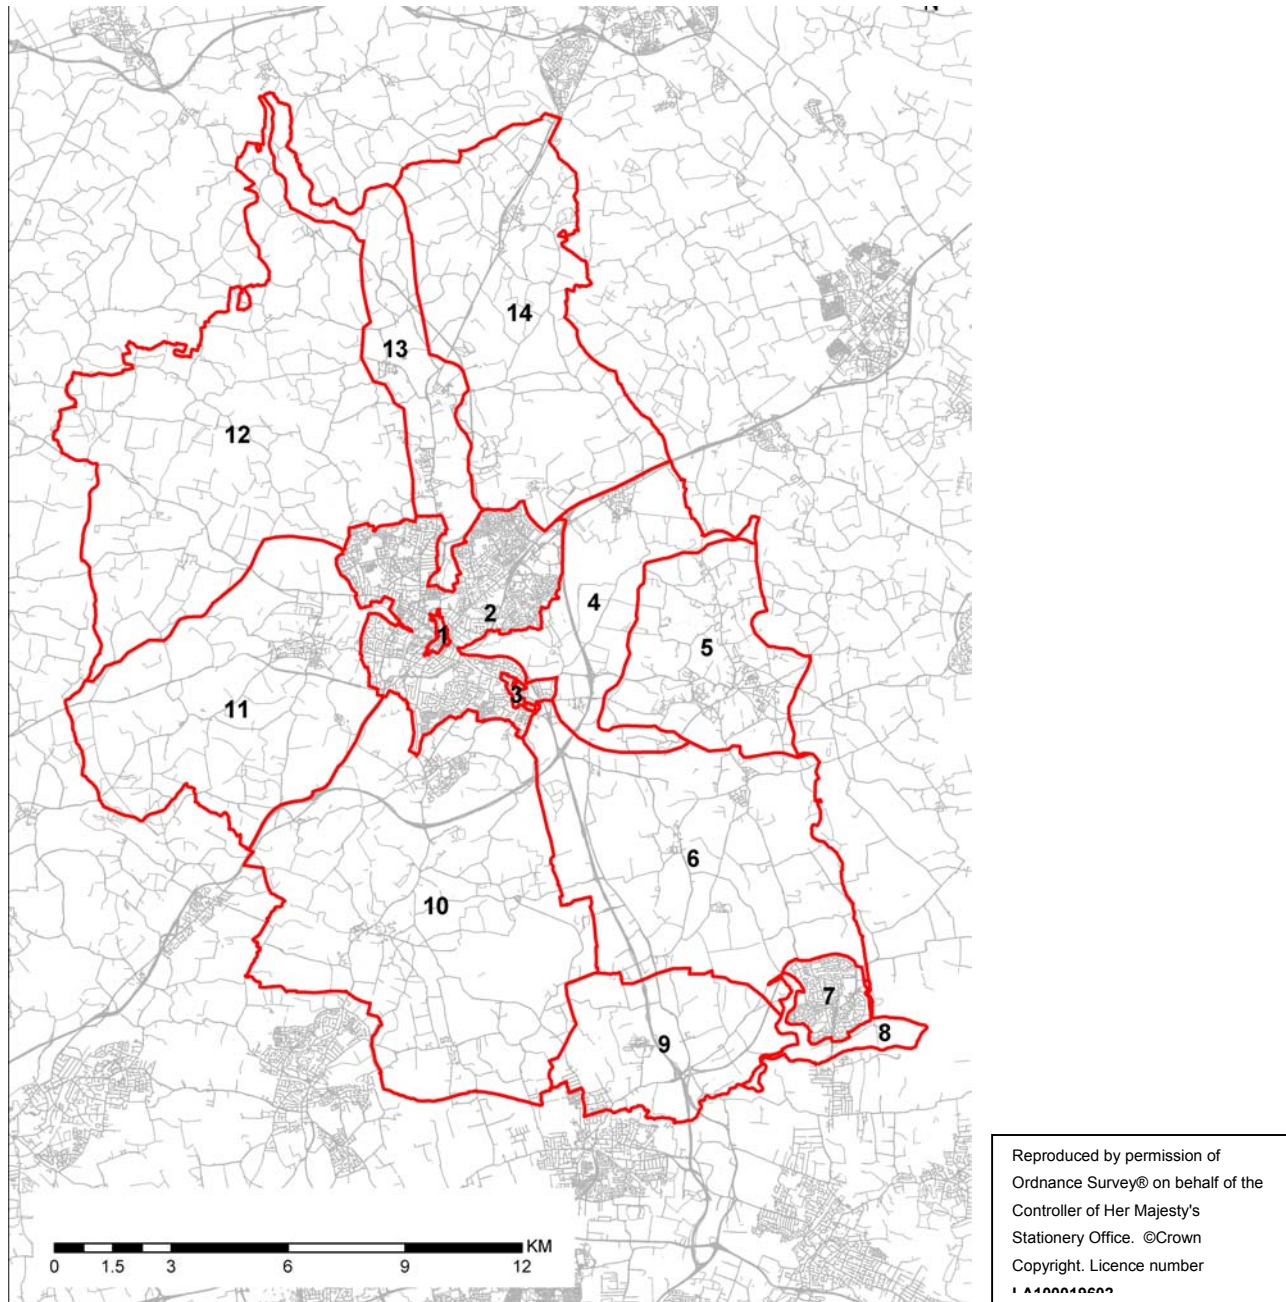 14
13
12
2
4
1
5
3
11
6
10
7
8
9
KM
0 1.5 3 6 9 12
Reproduced by permission of
Ordnance Survey® on behalf of the
Controller of Her Majesty's
Stationery Office. ©Crown
Copyright. Licence number